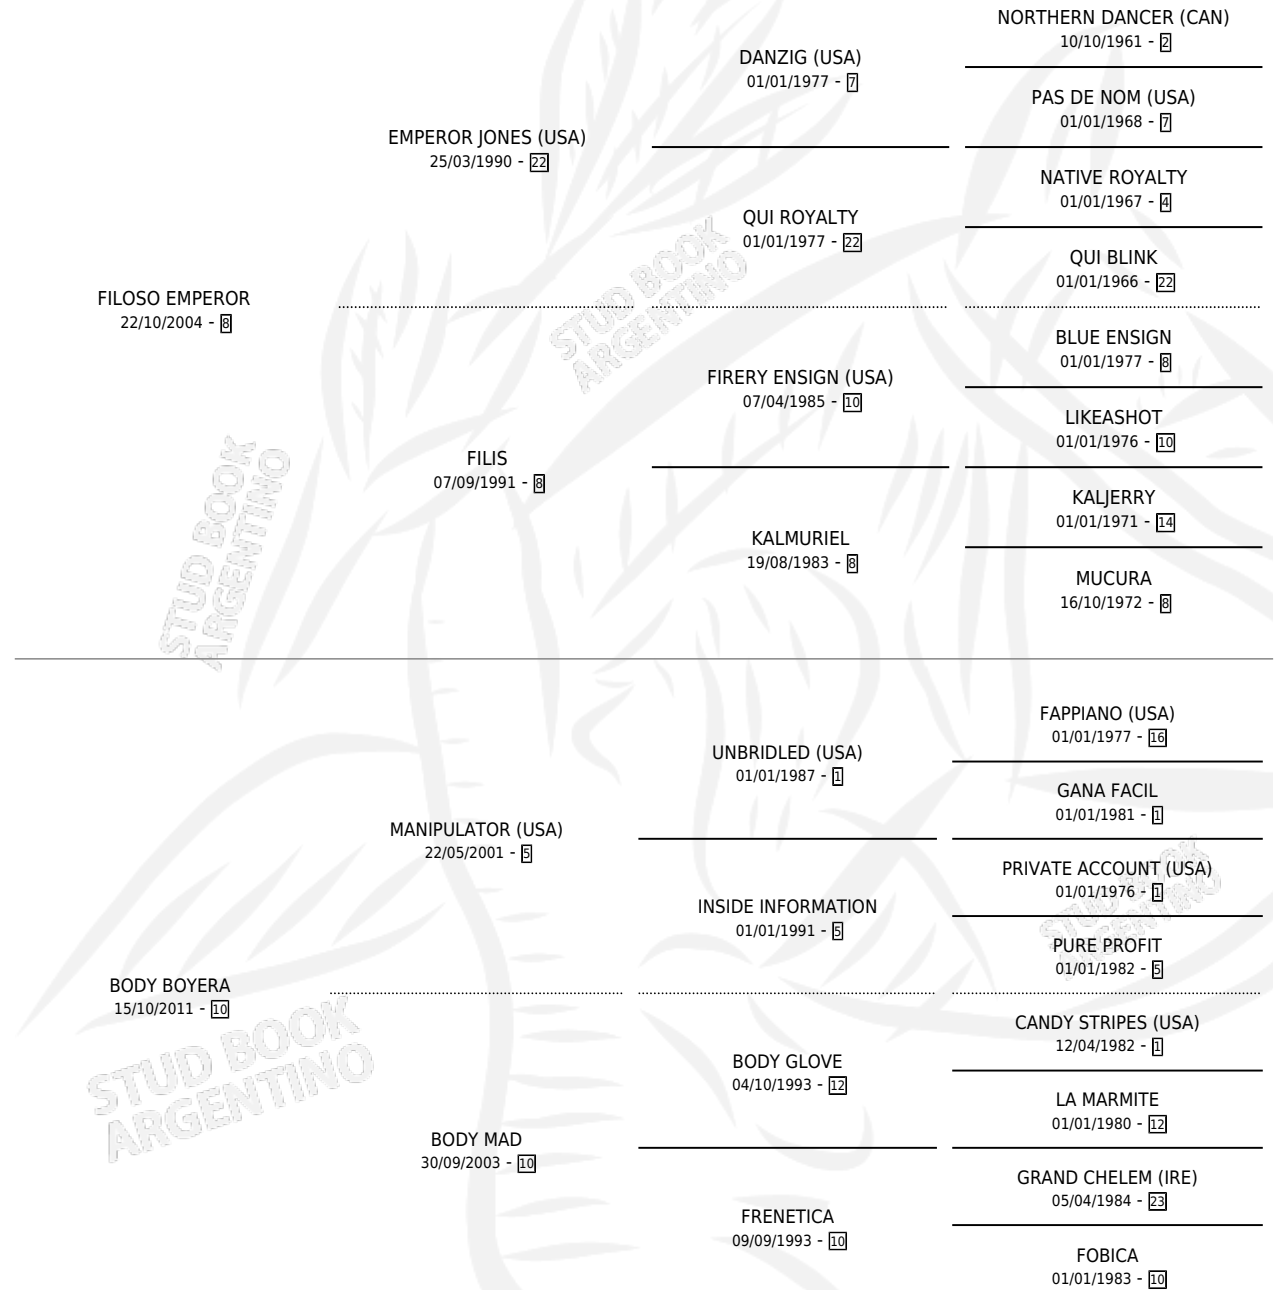 NORTHERN DANCER (CAN)
10/10/1961 - 2
DANZIG (USA)
01/01/1977 - 7
PAS DE NOM (USA)
01/01/1968 - 7
EMPEROR JONES (USA)
25/03/1990 - 22
NATIVE ROYALTY
01/01/1967 - 4
QUI ROYALTY
01/01/1977 - 22
QUI BLINK
01/01/1966 - 22
FILOSO EMPEROR
22/10/2004 - 8
STUD BOOK
ARGENTINO
BLUE ENSIGN
01/01/1977 - 8
FIRERY ENSIGN (USA)
07/04/1985 - 10
LIKEASHOT
01/01/1976 - 10
FILIS
07/09/1991 - 8
STUD BOOK
ARGENTINO
KALJERRY
01/01/1971 - 14
KALMURIEL
19/08/1983 - 8
MUCURA
16/10/1972 - 8
FAPPIANO (USA)
01/01/1977 - 16
UNBRIDLED (USA)
01/01/1987 - 1
GANA FACIL
01/01/1981 - 1
MANIPULATOR (USA)
22/05/2001 - 5
PRIVATE ACCOUNT (USA)
01/01/1976 - 1
STUD BOOK
ARGENTINO
INSIDE INFORMATION
01/01/1991 - 5
PURE PROFIT
01/01/1982 - 5
BODY BOYERA
15/10/2011 - 10
STUD BOOK
ARGENTINO
CANDY STRIPES (USA)
12/04/1982 - 1
BODY GLOVE
04/10/1993 - 12
LA MARMITE
01/01/1980 - 12
BODY MAD
30/09/2003 - 10
GRAND CHELEM (IRE)
05/04/1984 - 23
FRENETICA
09/09/1993 - 10
FOBICA
01/01/1983 - 10